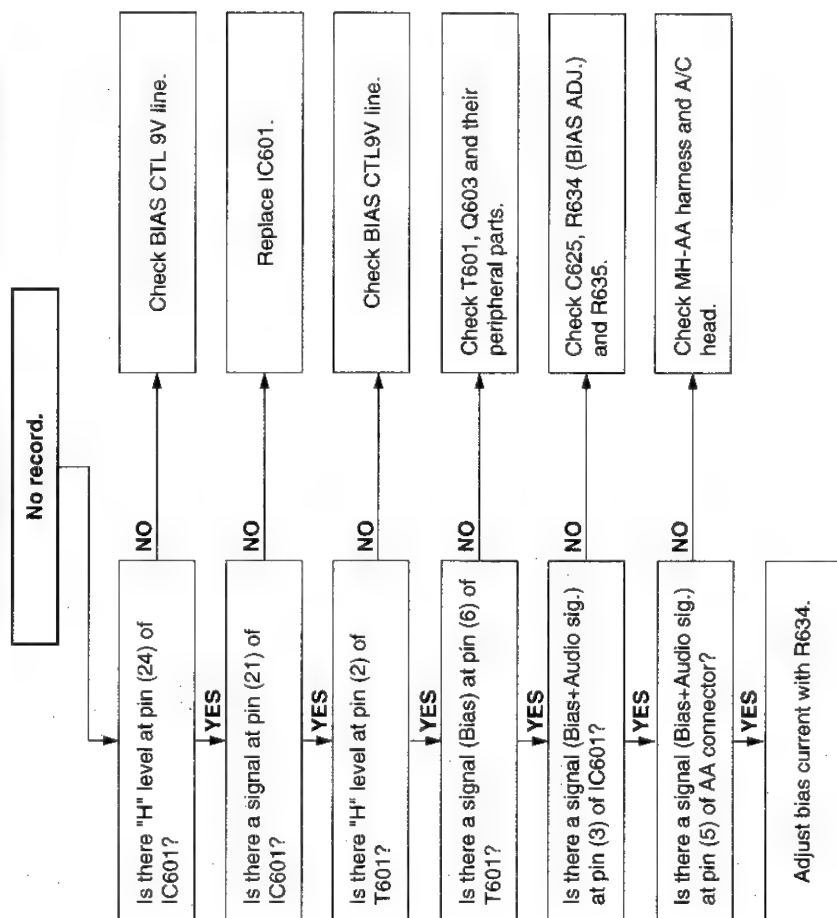 No record.
Is there "H" level at pin (24) of
IC601?
NO
Check BIAS CTL 9V line.
YES
Is there a signal at pin (21) of
IC601?
NO
Replace IC601.
YES
Is there "H" level at pin (2) of
T601?
NO
Check BIAS CTL9V line.
YES
Is there a signal (Bias) at pin (6) of
T601?
NO
Check T601, Q603 and their
peripheral parts.
YES
Is there a signal (Bias+Audio sig.)
at pin (3) of IC601?
NO
Check C625, R634 (BIAS ADJ.)
and R635.
YES
Is there a signal (Bias+Audio sig.)
at pin (5) of AA connector?
NO
Check MH-AA harness and A/C
head.
YES
Adjust bias current with R634.